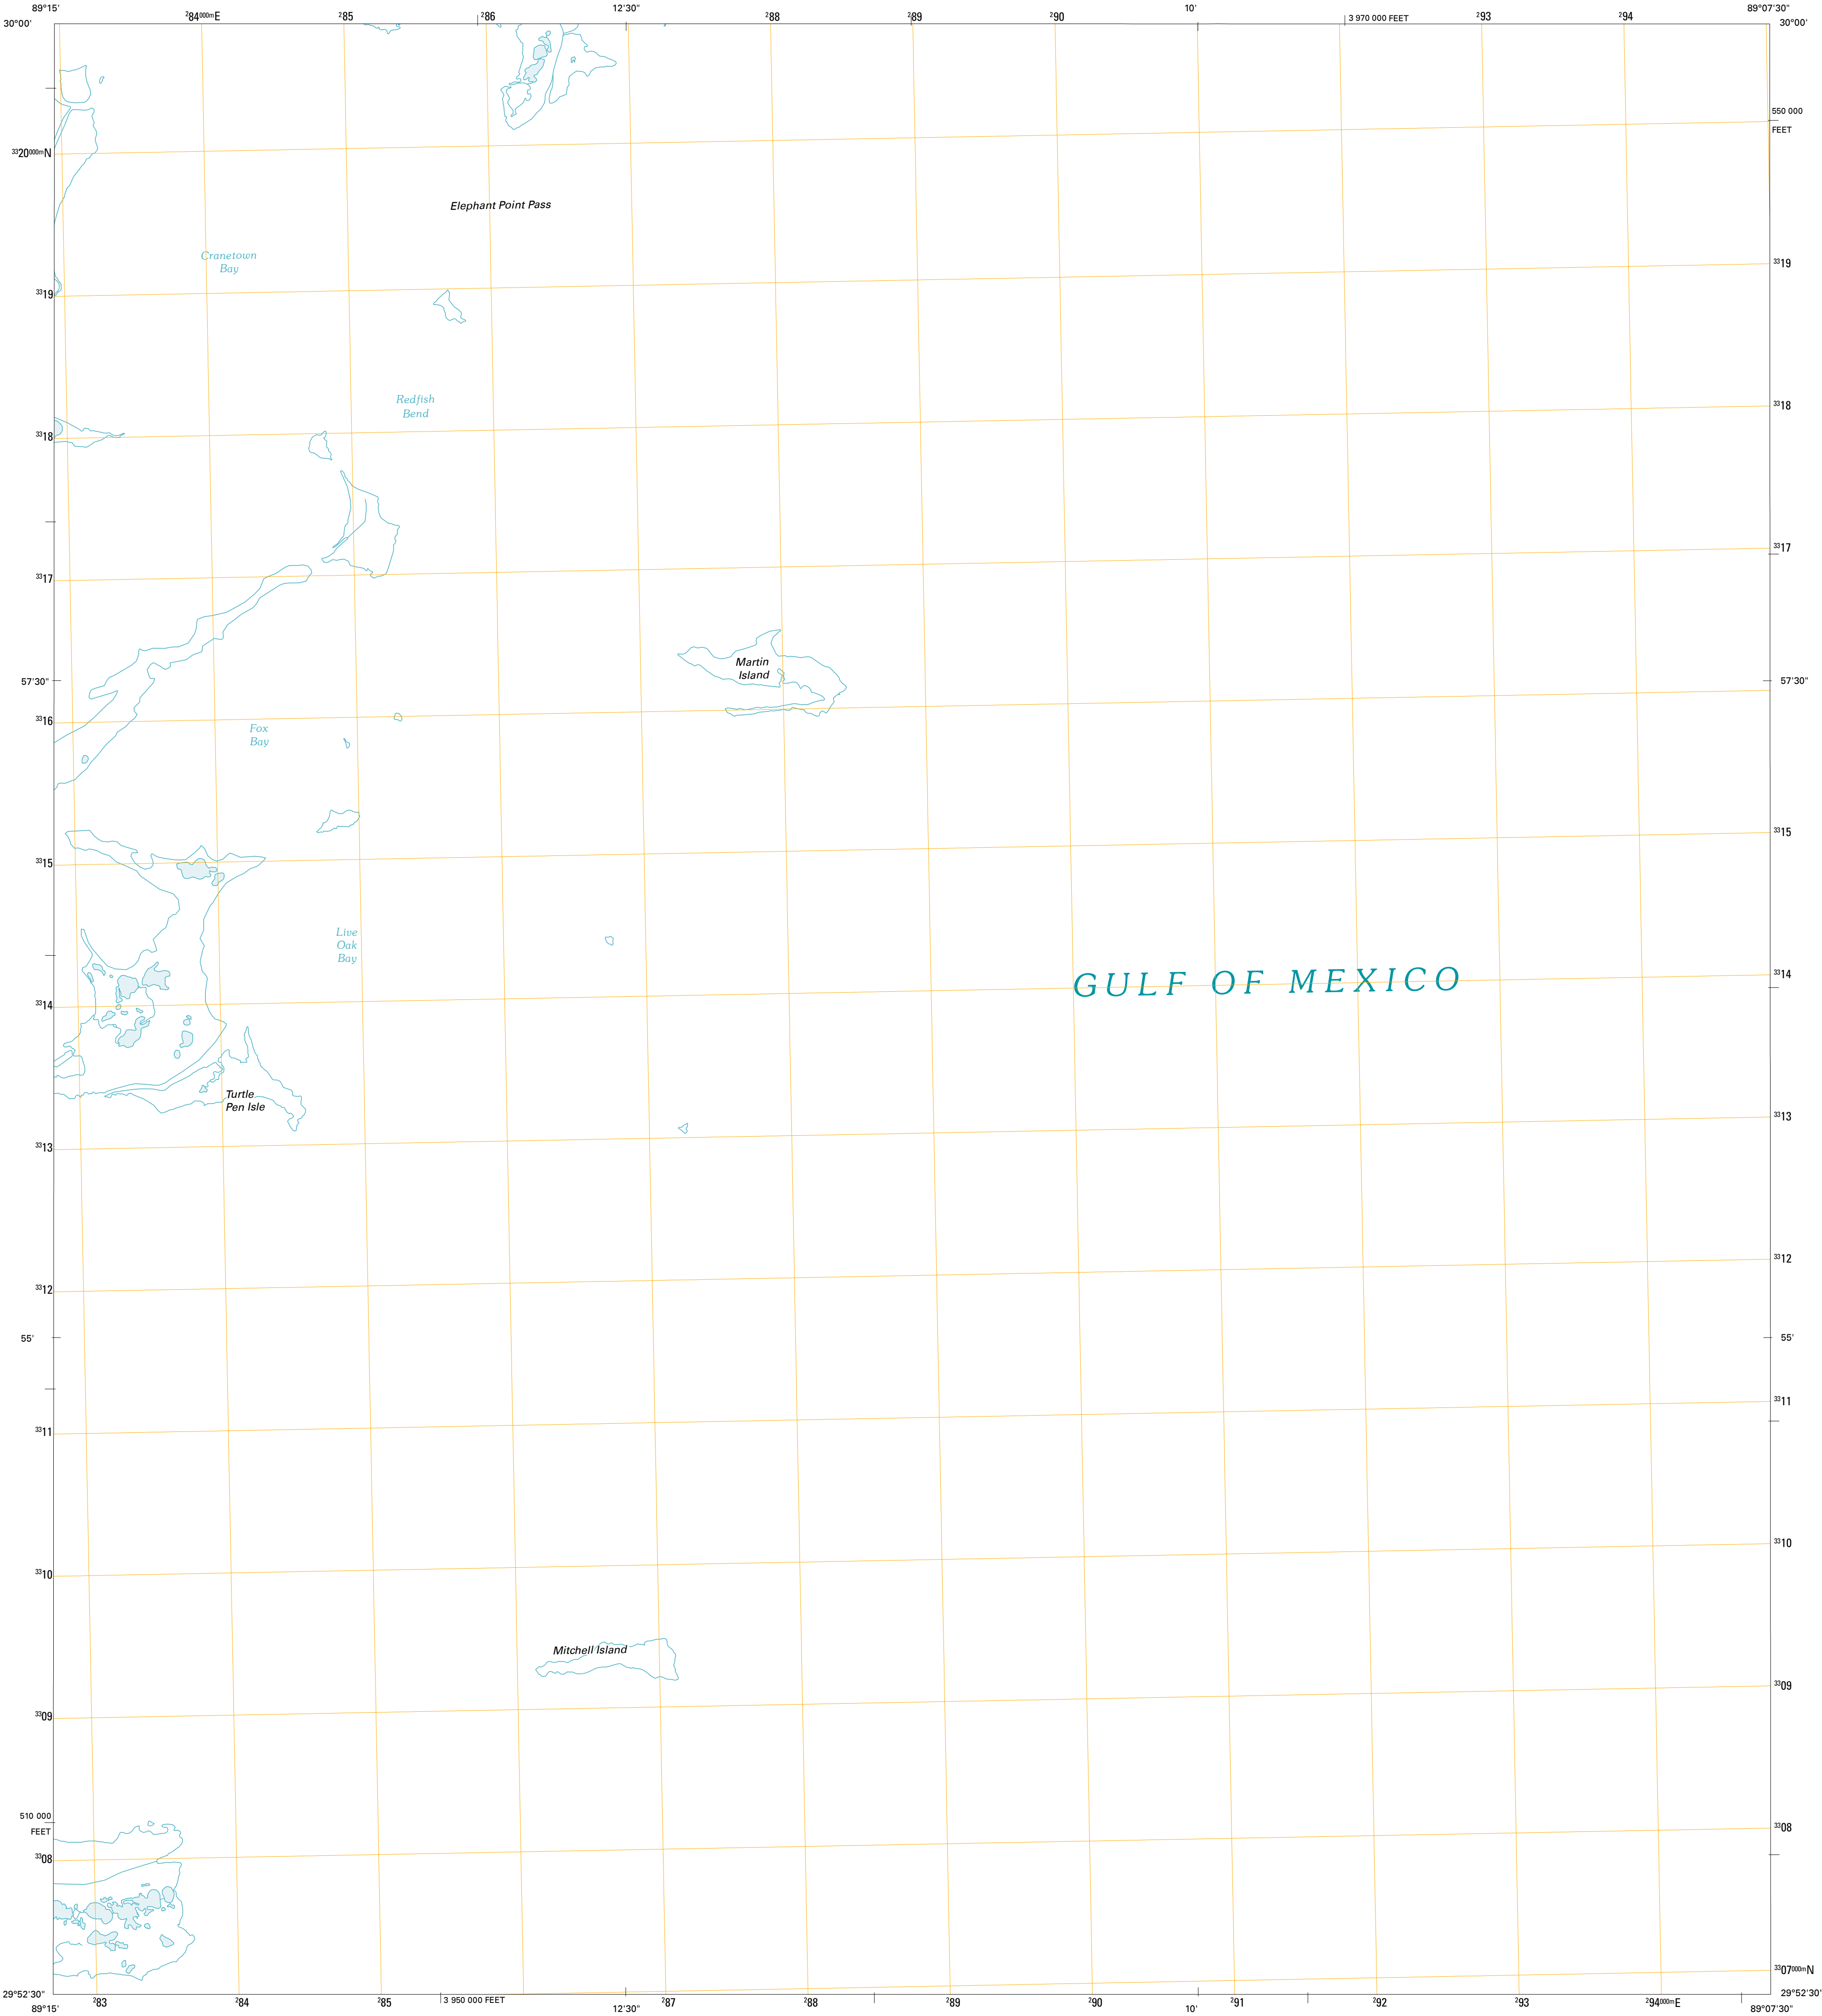 89°15' ²84⁰⁰⁰ᵐE ²85 ²86 12'30" ²88 ²89 ²90 10' 3 970 000 FEET ²93 ²94 89°07'30"
30°00' 30°00'
550 000
FEET
³³20⁰⁰⁰ᵐN
Elephant Point Pass
Cranetown
Bay
³³19 ³³19
Redfish
Bend
³³18 ³³18
³³17 ³³17
Martin
Island
57'30" 57'30"
³³16
Fox
Bay
³³15 ³³15
Live
Oak
Bay
GULF OF MEXICO
³³14 ³³14
Turtle
Pen Isle
³³13 ³³13
³³12 ³³12
55' 55'
³³11 ³³11
³³10 ³³10
Mitchell Island
³³09 ³³09
510 000
FEET
³³08 ³³08
³³07⁰⁰⁰ᵐN
29°52'30" 29°52'30"
89°15' ²83 ²84 ²85 3 950 000 FEET 12'30" ²87 ²88 ²89 ²90 10' ²91 ²92 ²93 ²94⁰⁰⁰ᵐE 89°07'30"